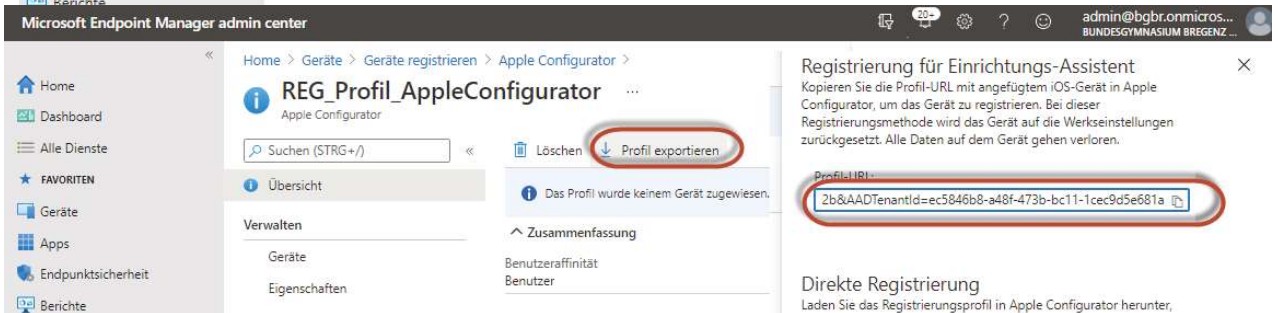 Berichte
Microsoft Endpoint Manager admin center
20+
admin@bgbr.onmicros...
BUNDESGYMNASIUM BREGENZ ...
Home
Dashboard
Alle Dienste
FAVORITEN
Geräte
Apps
Endpunktsicherheit
Berichte
Home > Geräte > Geräte registrieren > Apple Configurator >
REG_Profil_AppleConfigurator ...
Apple Configurator
Suchen (STRG+/)
Übersicht
Verwalten
Geräte
Eigenschaften
Löschen
Profil exportieren
Das Profil wurde keinem Gerät zugewiesen.
Zusammenfassung
Benutzeraffinität
Benutzer
Registrierung für Einrichtungs-Assistent
Kopieren Sie die Profil-URL mit angefügtem iOS-Gerät in Apple
Configurator, um das Gerät zu registrieren. Bei dieser
Registrierungsmethode wird das Gerät auf die Werkseinstellungen
zurückgesetzt. Alle Daten auf dem Gerät gehen verloren.
Profil-URL:
2b&AADTenantId=ec5846b8-a48f-473b-bc11-1cec9d5e681a
Direkte Registrierung
Laden Sie das Registrierungsprofil in Apple Configurator herunter,